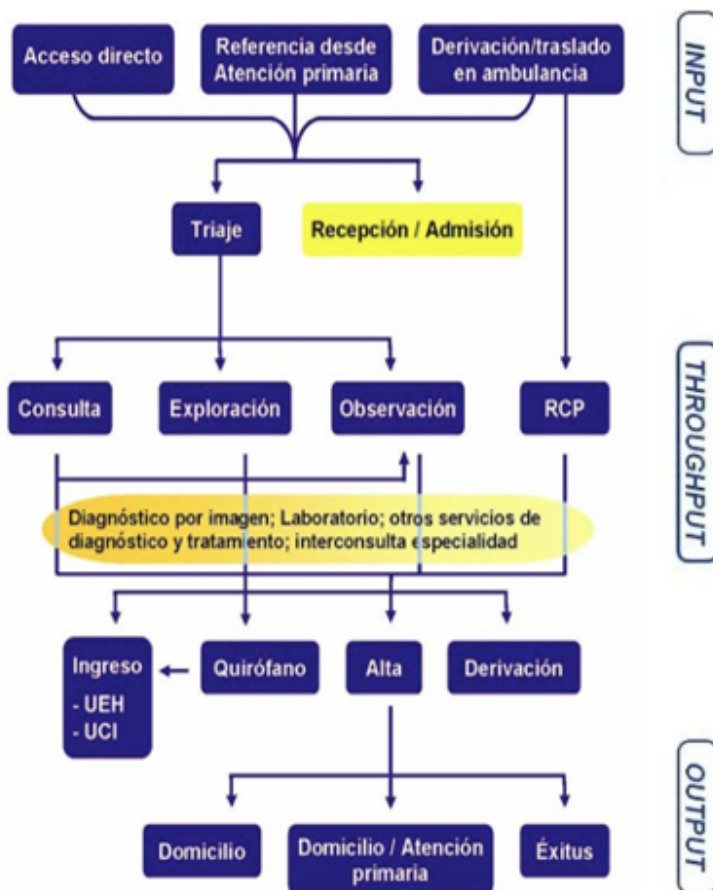 Acceso directo
Referencia desde
Atención primaria
Derivación/traslado
en ambulancia
INPUT
Triaje
Recepción / Admisión
THROUGHPUT
Consulta
Exploración
Observación
RCP
Diagnóstico por imagen; Laboratorio; otros servicios de
diagnóstico y tratamiento; interconsulta especialidad
Ingreso
- UEH
- UCI
Quirófano
Alta
Derivación
OUTPUT
Domicilio
Domicilio / Atención
primaria
Éxitus